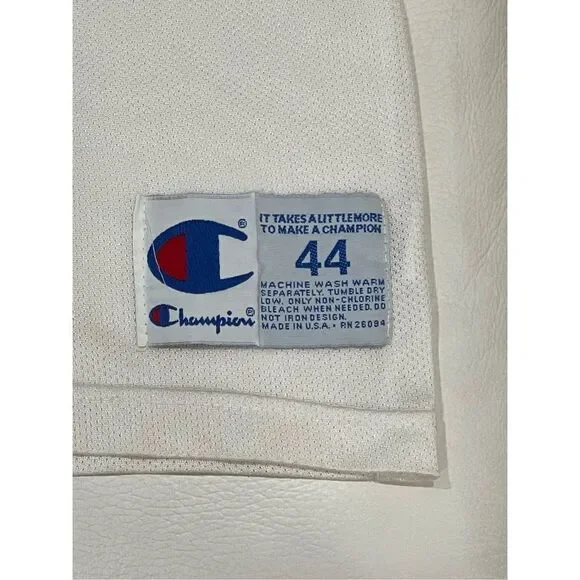 ®
Champion®
IT TAKES A LITTLE MORE
TO MAKE A CHAMPION
44
MACHINE WASH WARM
SEPARATELY. TUMBLE DRY
LOW. ONLY NON-CHLORINE
BLEACH WHEN NEEDED. DO
NOT IRON DESIGN.
MADE IN U.S.A. • RN 26094